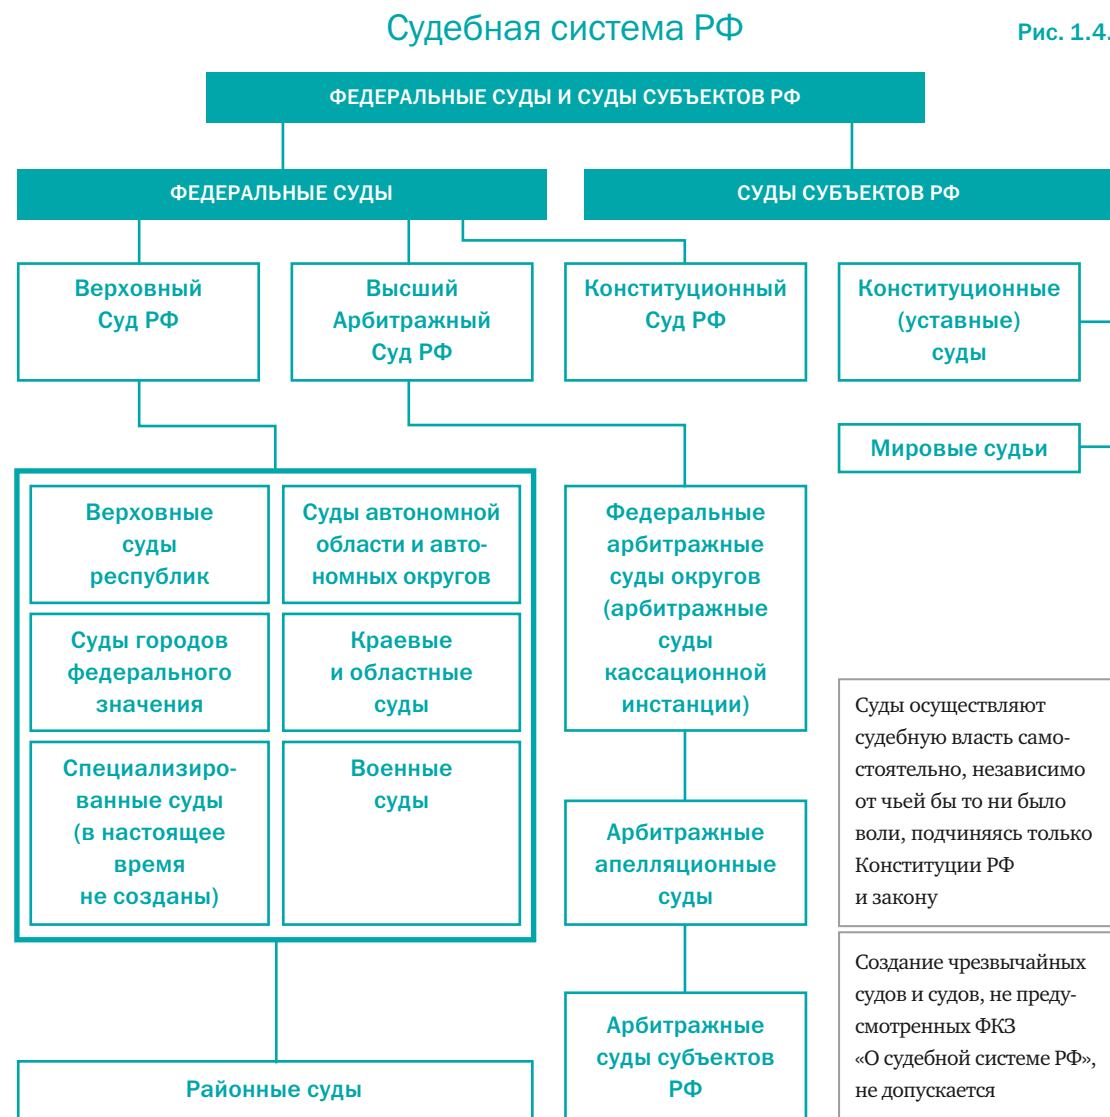 Судебная система РФ
Рис. 1.4.
ФЕДЕРАЛЬНЫЕ СУДЫ И СУДЫ СУБЪЕКТОВ РФ
ФЕДЕРАЛЬНЫЕ СУДЫ
СУДЫ СУБЪЕКТОВ РФ
Верховный
Суд РФ
Высший
Арбитражный
Суд РФ
Конституционный
Суд РФ
Конституционные
(уставные)
суды
Мировые судьи
Верховные
суды
республик
Суды автономной
области и авто-
номных округов
Суды городов
федерального
значения
Краевые
и областные
суды
Специализиро-
ванные суды
(в настоящее
время
не созданы)
Военные
суды
Районные суды
Федеральные
арбитражные
суды округов
(арбитражные
суды
кассационной
инстанции)
Арбитражные
апелляционные
суды
Арбитражные
суды субъектов
РФ
Суды осуществляют
судебную власть само-
стоятельно, независимо
от чьей бы то ни было
воли, подчиняясь только
Конституции РФ
и закону
Создание чрезвычайных
судов и судов, не преду-
смотренных ФКЗ
«О судебной системе РФ»,
не допускается